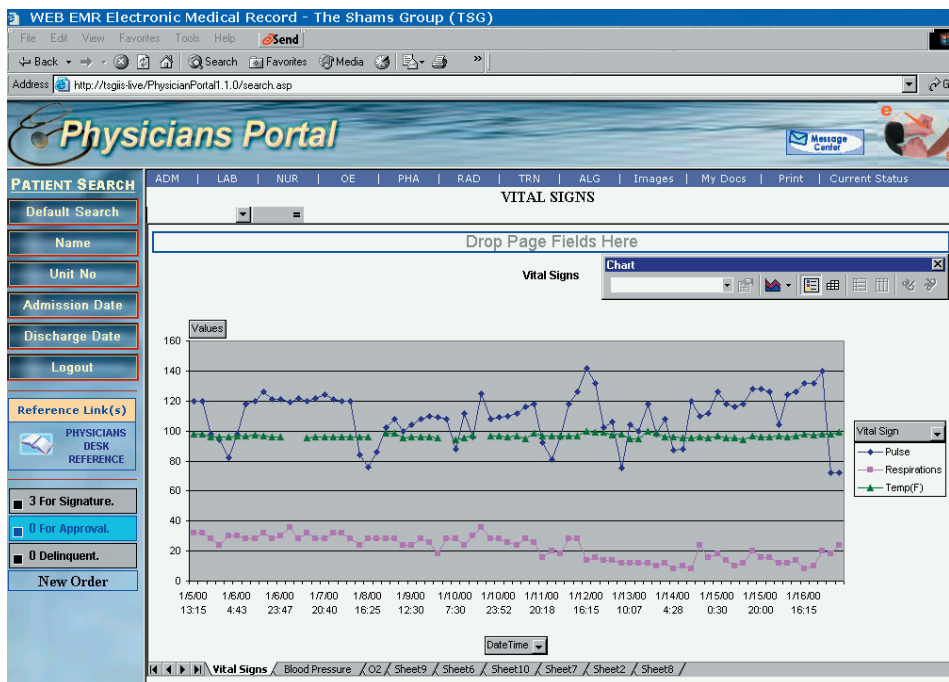 WEB EMR Electronic Medical Record - The Shams Group (TSG)
File Edit View Favorites Tools Help eSend
Back Search Favorites Media »
Address http://tsgiis-live/PhysicianPortal1.1.0/search.asp
Physicians Portal
e
Message Center
PATIENT SEARCH
ADM | LAB | NUR | OE | PHA | RAD | TRN | ALG | Images | My Docs | Print | Current Status
VITAL SIGNS
=
Default Search
Name
Unit No
Admission Date
Discharge Date
Logout
Reference Link(s)
PHYSICIANS
DESK
REFERENCE
3 For Signature.
0 For Approval.
0 Delinquent.
New Order
Drop Page Fields Here
Vital Signs
Chart
Values
160
140
120
100
80
60
40
20
0
1/5/00 1/6/00 1/6/00 1/7/00 1/8/00 1/9/00 1/10/00 1/10/00 1/11/00 1/12/00 1/13/00 1/14/00 1/15/00 1/15/00 1/16/00
13:15 4:43 23:47 20:40 16:25 12:30 7:30 23:52 20:18 16:15 10:07 4:28 0:30 20:00 16:15
Vital Sign
Pulse
Respirations
Temp(F)
DateTime
Vital Signs Blood Pressure O2 Sheet9 Sheet6 Sheet10 Sheet7 Sheet2 Sheet8